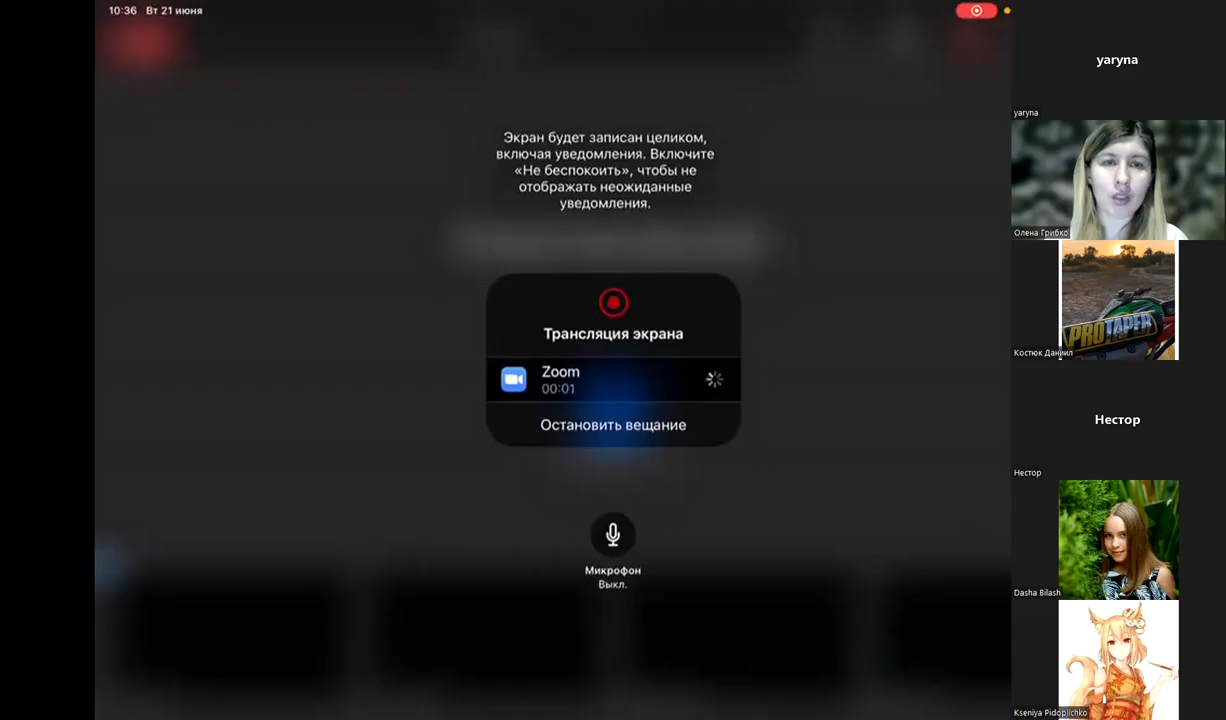 10:36 Вт 21 июня
Экран будет записан целиком,
включая уведомления. Включите
«Не беспокоить», чтобы не
отображать неожиданные
уведомления.
Трансляция экрана
Zoom
00:01
Остановить вещание
Микрофон
Выкл.
yaryna
yaryna
Олена Грибко
PROTAPER
Костюк Даниил
Нестор
Нестор
Dasha Bilash
Kseniya Pidoplichko